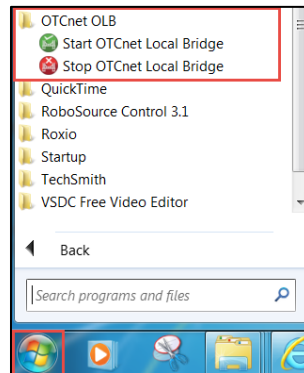 OTCnet OLB
Start OTCnet Local Bridge
Stop OTCnet Local Bridge
QuickTime
RoboSource Control 3.1
Roxio
Startup
TechSmith
VSDC Free Video Editor
Back
Search programs and files